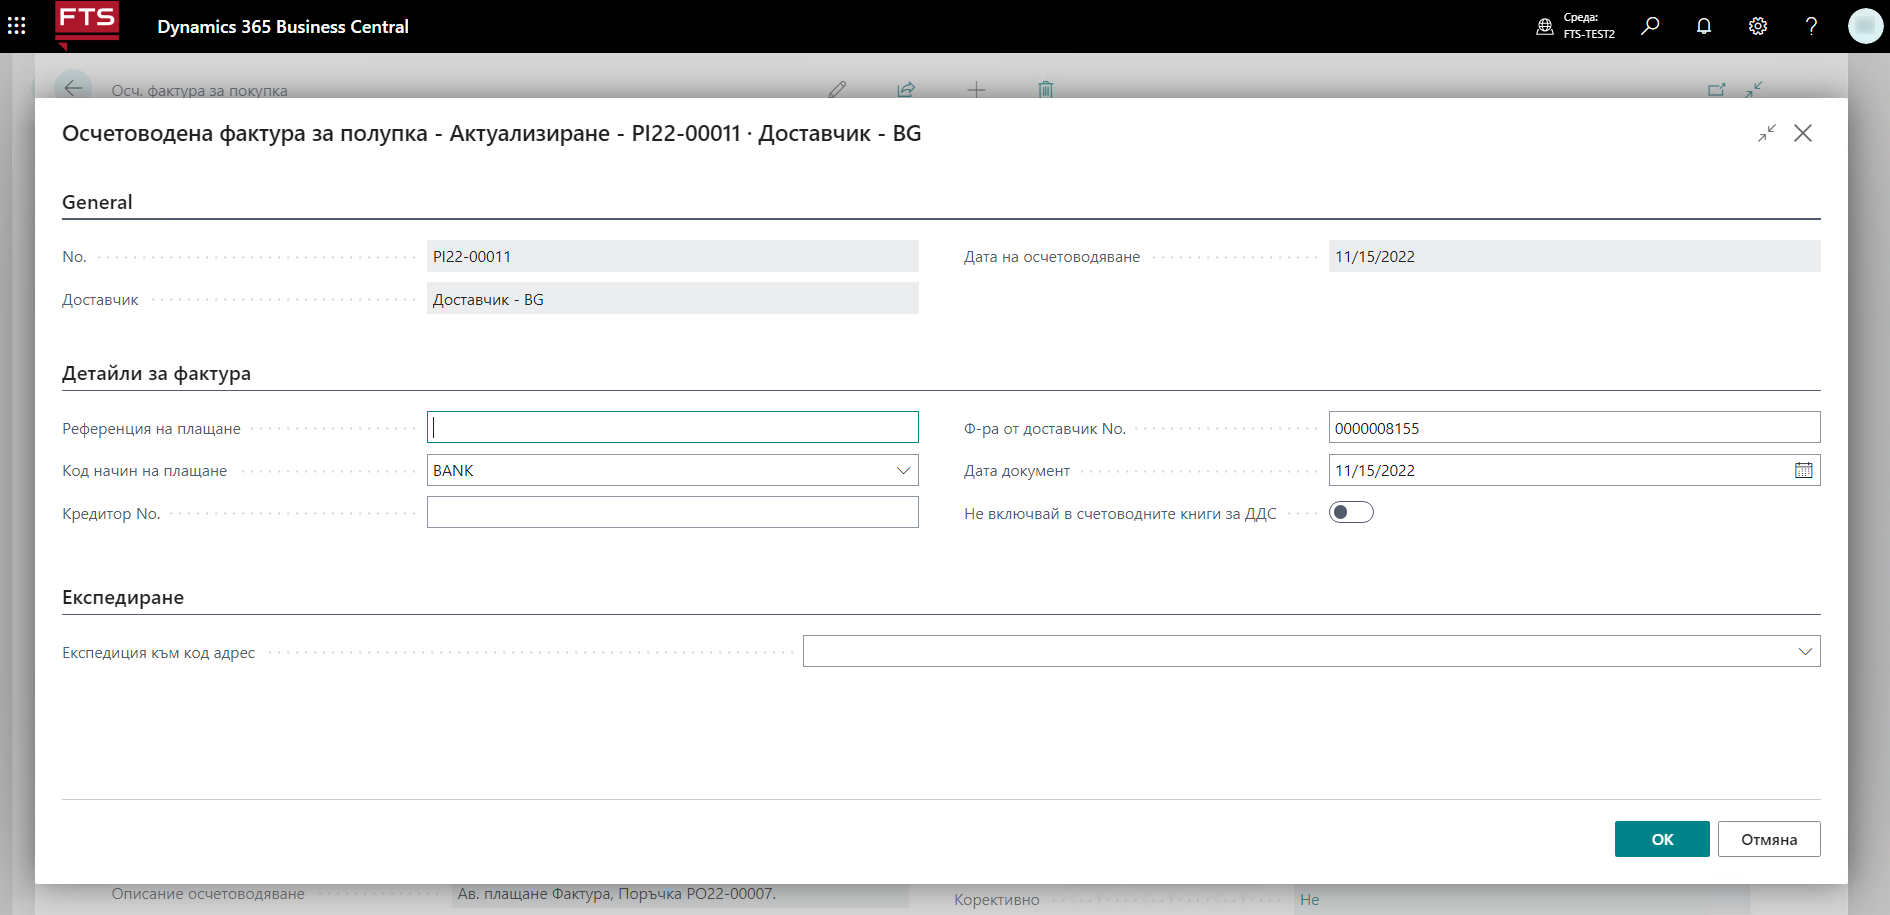 FTS
Dynamics 365 Business Central
Среда:
FTS-TEST2
Осч. фактура за покупка
Осчетоводена фактура за полупка - Актуализиране - PI22-00011 · Доставчик - BG
General
No.
PI22-00011
Дата на осчетоводяване
11/15/2022
Доставчик
Доставчик - BG
Детайли за фактура
Референция на плащане
Ф-ра от доставчик No.
0000008155
Код начин на плащане
BANK
Дата документ
11/15/2022
Кредитор No.
Не включвай в счетоводните книги за ДДС
Експедиране
Експедиция към код адрес
OK
Отмяна
Описание осчетоводяване
Ав. плащане Фактура, Поръчка PO22-00007.
Корективно
Не